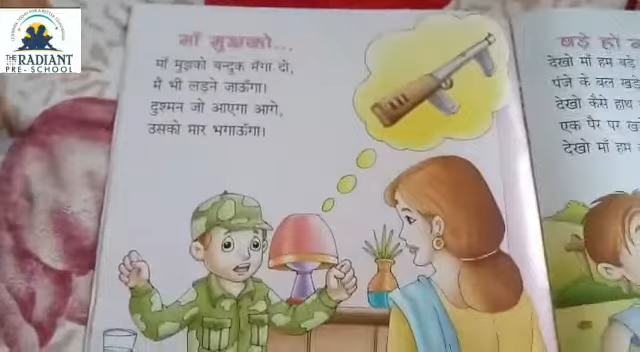 THE
RADIANT
PRE-SCHOOL
माँ मुझको...
माँ मुझको बन्दुक मँगा दो,
मैं भी लड़ने जाऊँगा।
दुश्मन जो आएगा आगे,
उसको मार भगाऊँगा।
बड़े हो
देखो माँ हम बड़े
पंजे के बल खड़े
देखो कैसे हाथ
एक पैर पर
देखो माँ हम